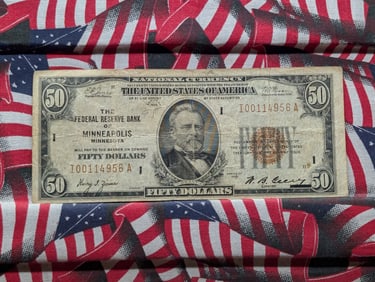 NATIONAL CURRENCY
THE UNITED STATES OF AMERICA
50
50
THE
FEDERAL RESERVE BANK
OF
MINNEAPOLIS
MINNESOTA
WILL PAY TO THE BEARER ON DEMAND
FIFTY DOLLARS
I00114956A
I
I
I00114956A
FIFTY
I
I
50
FIFTY DOLLARS
50